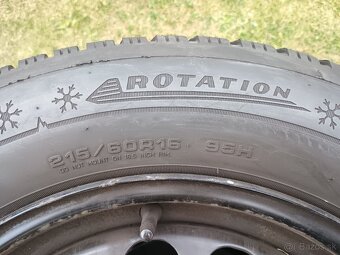 ROTATION
215/60R16 95H
DO NOT MOUNT ON 16.5 INCH RIM.